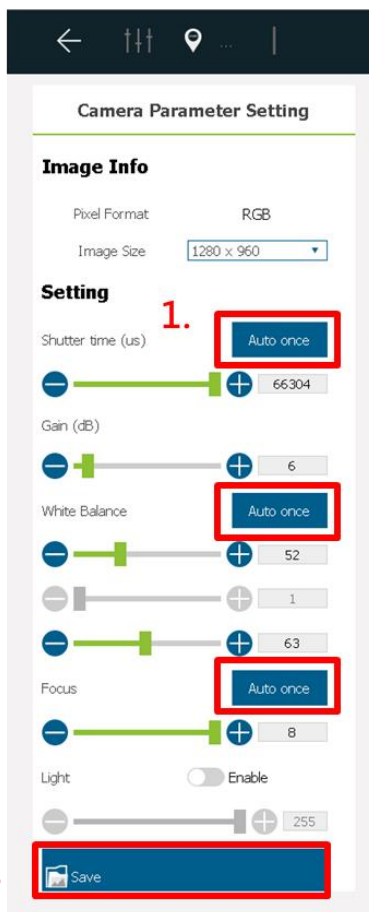 ...
Camera Parameter Setting
Image Info
Pixel Format RGB
Image Size 1280 x 960
Setting
1.
Shutter time (us) Auto once
66304
Gain (dB)
6
White Balance Auto once
52
1
63
Focus Auto once
8
Light Enable
255
Save